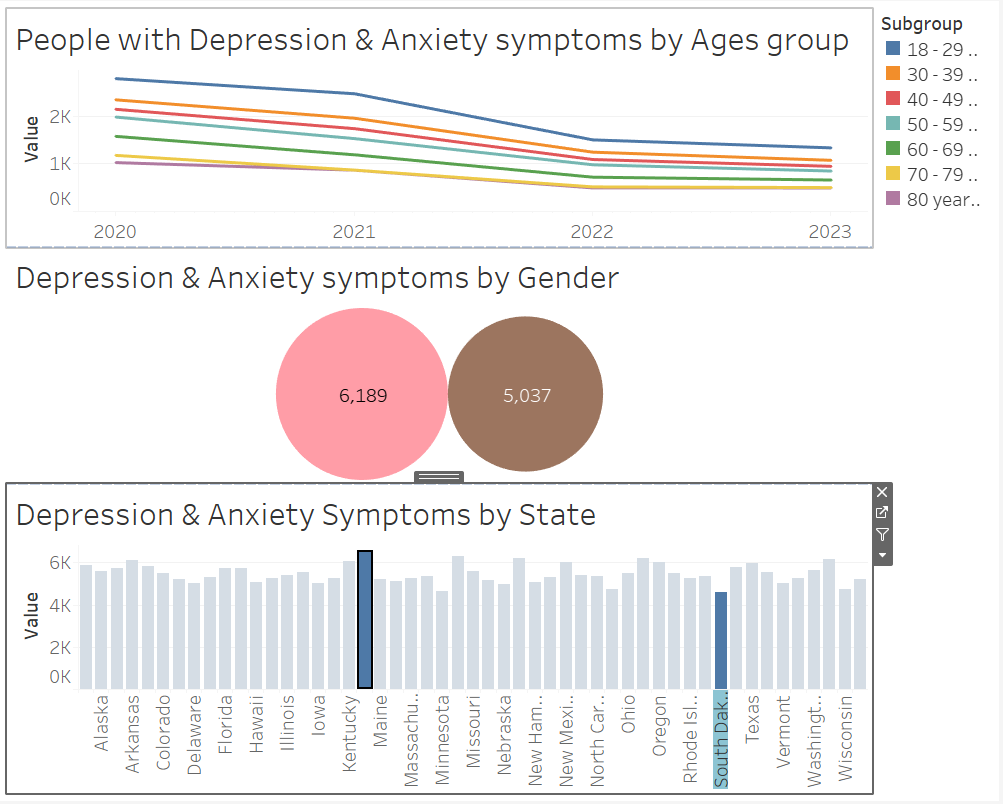 People with Depression & Anxiety symptoms by Ages group
Value
2K
1K
0K
2020 2021 2022 2023
Subgroup
18 - 29 ..
30 - 39 ..
40 - 49 ..
50 - 59 ..
60 - 69 ..
70 - 79 ..
80 year..
Depression & Anxiety symptoms by Gender
6,189
5,037
Depression & Anxiety Symptoms by State
Value
6K
4K
2K
0K
Alaska
Arkansas
Colorado
Delaware
Florida
Hawaii
Illinois
Iowa
Kentucky
Maine
Massachu..
Minnesota
Missouri
Nebraska
New Ham..
New Mexi..
North Car..
Ohio
Oregon
Rhode Isl..
South Dak..
Texas
Vermont
Washingt..
Wisconsin